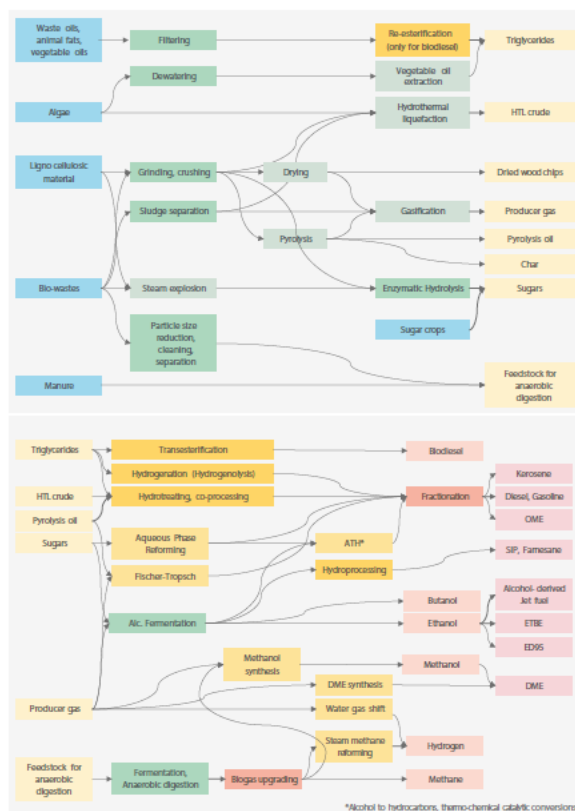 Waste oils,
animal fats,
vegetable oils
Filtering
Re-esterification
(only for biodiesel)
Triglycerides
Dewatering
Vegetable oil
extraction
Algae
Hydrothermal
liquefaction
HTL crude
Ligno cellulosic
material
Grinding, crushing
Drying
Dried wood chips
Sludge separation
Gasification
Producer gas
Pyrolysis
Pyrolysis oil
Char
Bio-wastes
Steam explosion
Enzymatic Hydrolysis
Sugars
Particle size
reduction,
cleaning,
separation
Sugar crops
Manure
Feedstock for
anaerobic
digestion
Triglycerides
Transesterification
Biodiesel
Hydrogenation (Hydrogenolysis)
Kerosene
HTL crude
Hydrotreating, co-processing
Fractionation
Diesel, Gasoline
Pyrolysis oil
OME
Sugars
Aqueous Phase
Reforming
ATH*
SIP, Farnesane
Fischer-Tropsch
Hydroprocessing
Alcohol- derived
Jet fuel
Butanol
Alc. Fermentation
Ethanol
ETBE
ED95
Methanol
synthesis
Methanol
DME synthesis
DME
Producer gas
Water gas shift
Steam methane
reforming
Hydrogen
Feedstock for
anaerobic
digestion
Fermentation,
Anaerobic digestion
Biogas upgrading
Methane
*Alcohol to hydrocarbons, thermo-chemical catalytic conversions